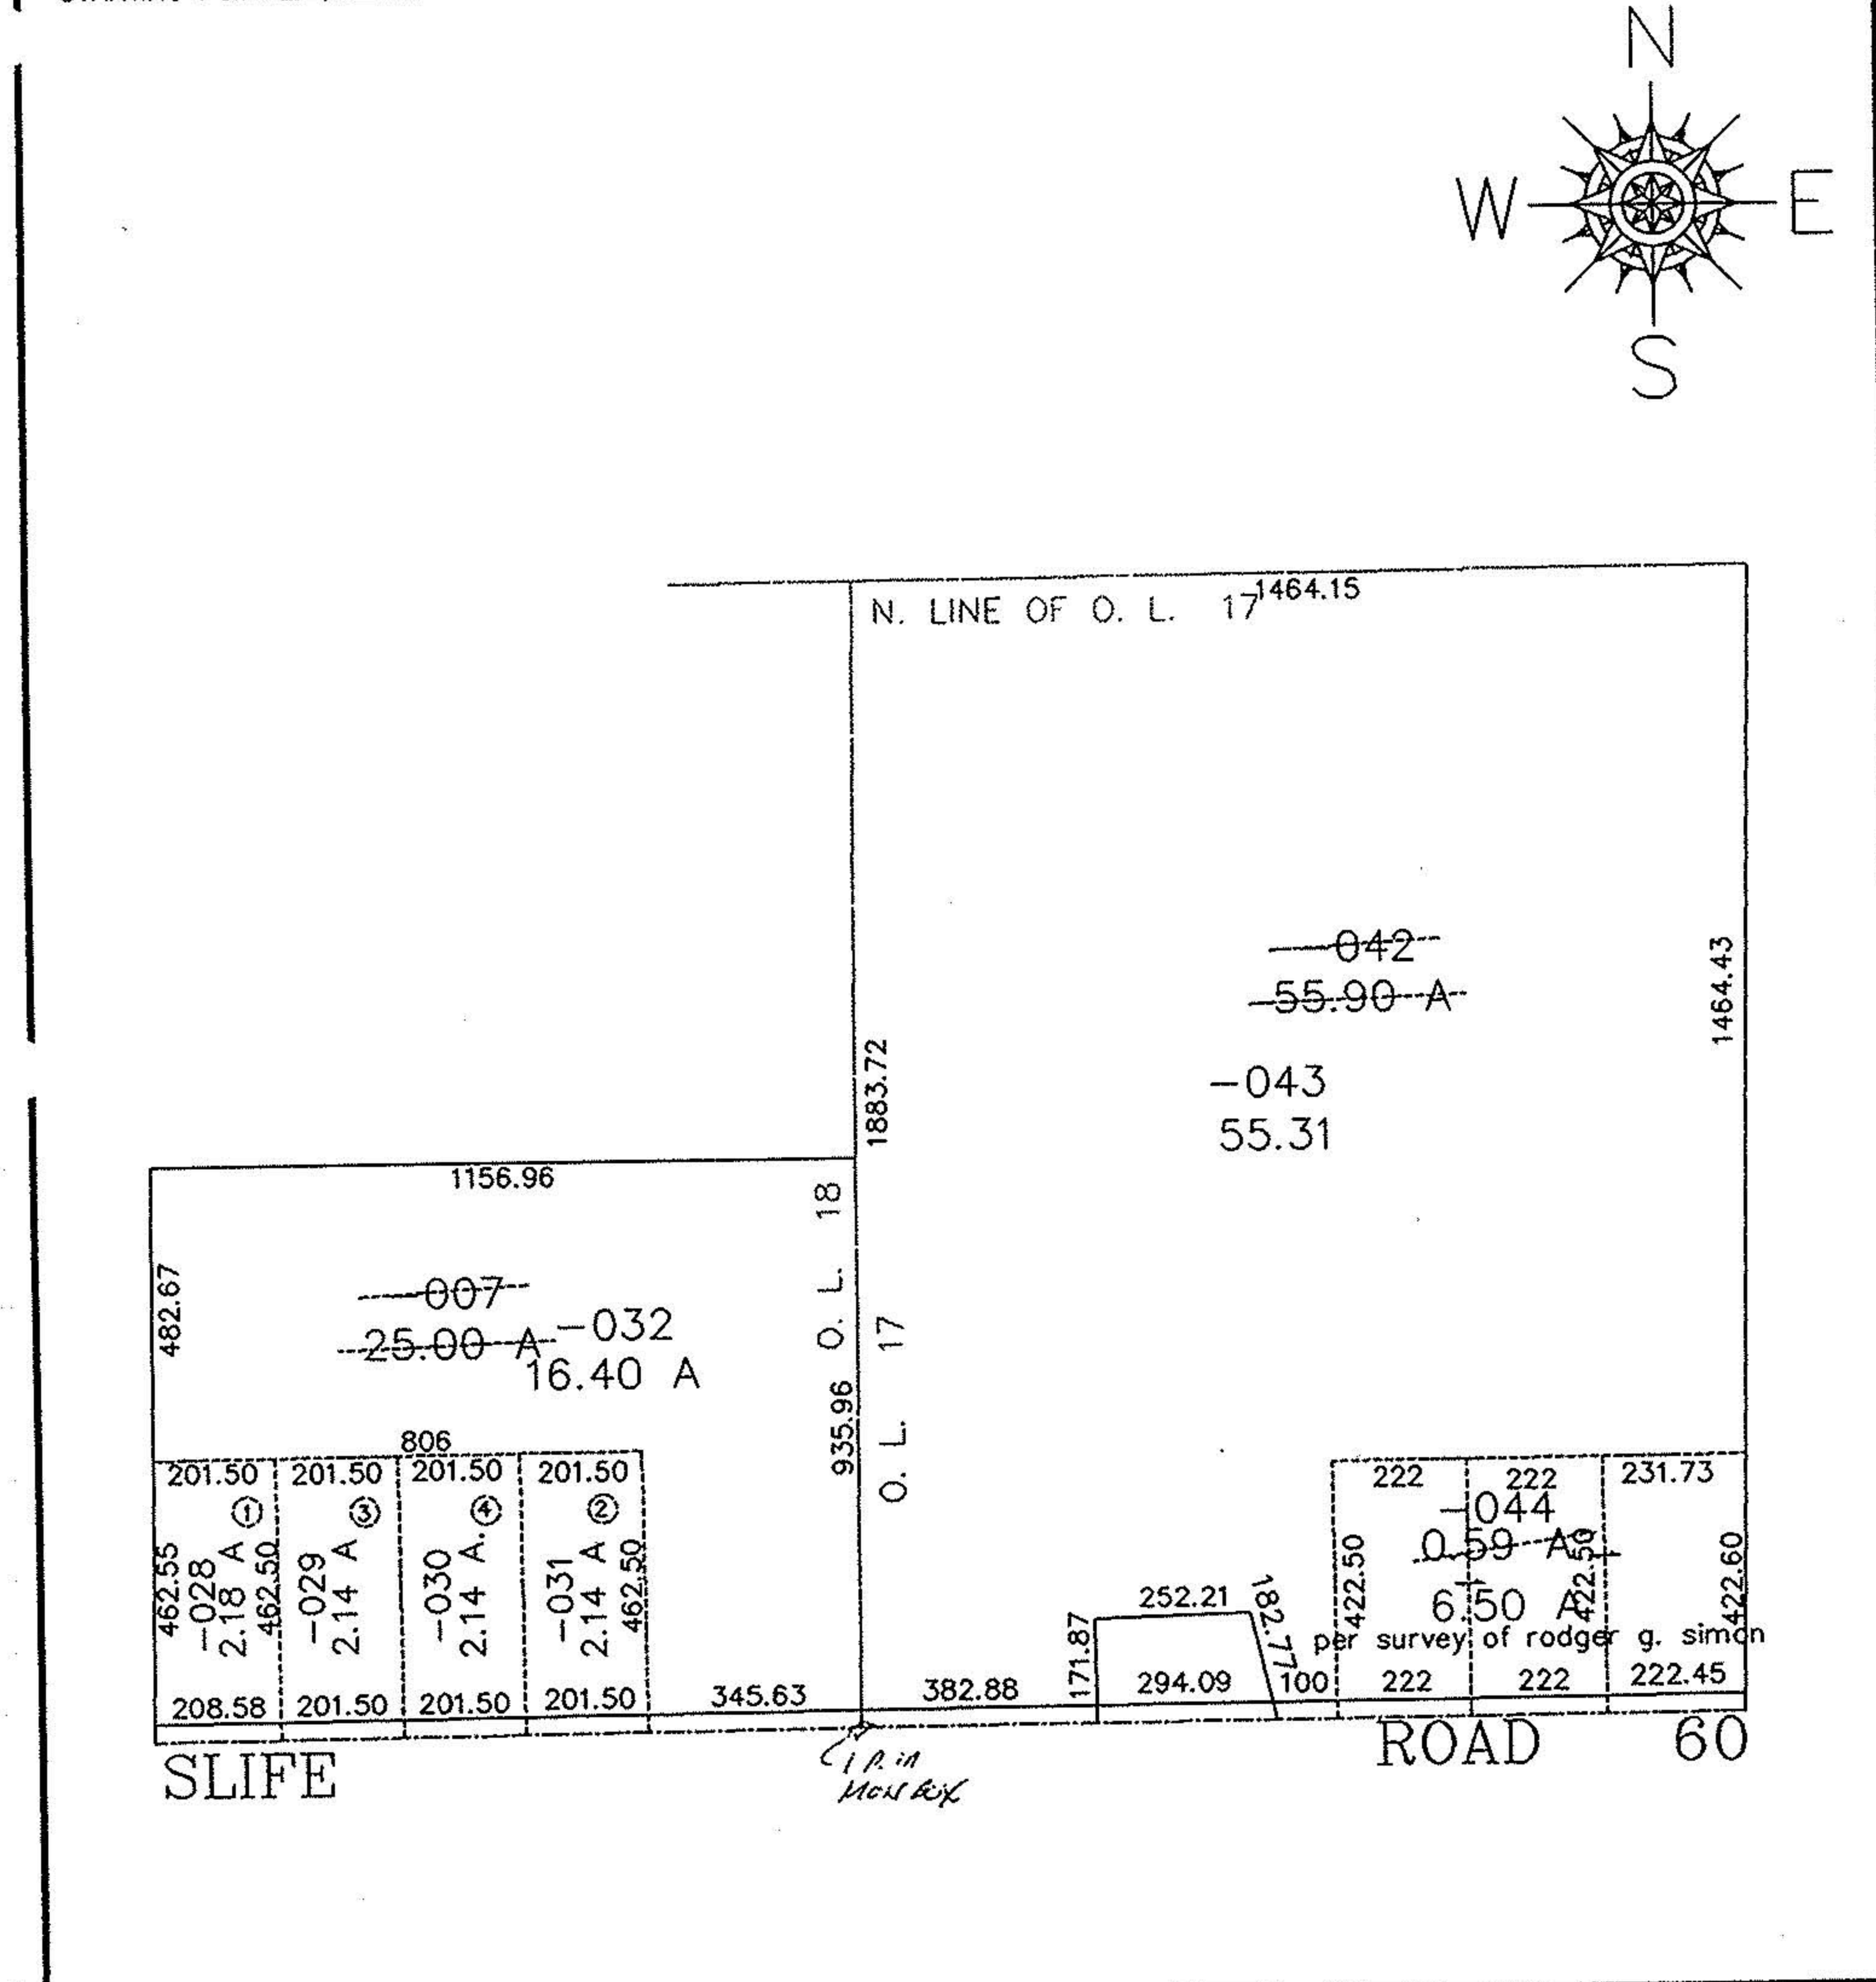 N
W
E
S
N. LINE OF O. L. 17
1464.15
-042
55.90 A
1464.43
-043
55.31
1883.72
1156.96
O. L. 18
O. L. 17
482.67
-007
25.00 A
-032
16.40 A
935.96
806
201.50
201.50
201.50
201.50
222
222
231.73
462.55
-028
2.18 A
①
462.50
-029
2.14 A
③
-030
2.14 A.
④
-031
2.14 A
②
462.50
-044
0.59 A
6.50 A
422.50
422.50
422.60
per survey of rodger g. simon
252.21
182.77
171.87
208.58
201.50
201.50
201.50
345.63
382.88
294.09
100
222
222
222.45
SLIFE
ROAD
60
MON BOX